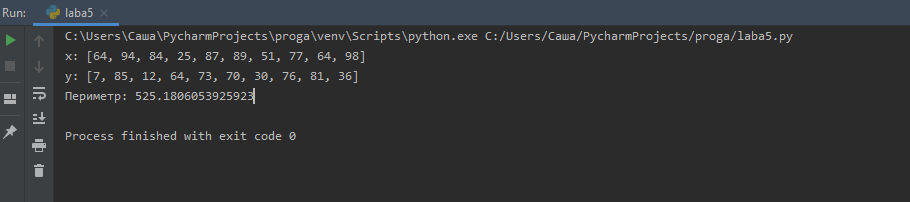 Run: laba5
C:\Users\Саша\PycharmProjects\proga\venv\Scripts\python.exe C:/Users/Саша/PycharmProjects/proga/laba5.py
x: [64, 94, 84, 25, 87, 89, 51, 77, 64, 98]
y: [7, 85, 12, 64, 73, 70, 30, 76, 81, 36]
Периметр: 525.1806053925923
Process finished with exit code 0